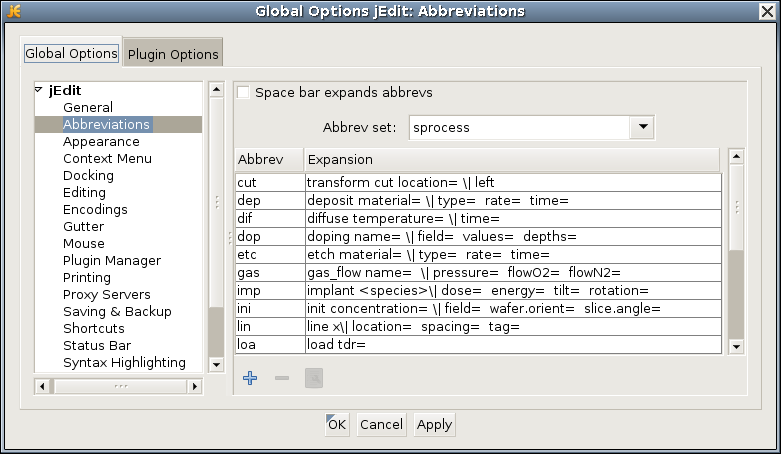 Global Options jEdit: Abbreviations
Global Options
Plugin Options
jEdit
General
Abbreviations
Appearance
Context Menu
Docking
Editing
Encodings
Gutter
Mouse
Plugin Manager
Printing
Proxy Servers
Saving & Backup
Shortcuts
Status Bar
Syntax Highlighting
Space bar expands abbrevs
Abbrev set: sprocess
Abbrev Expansion
cut transform cut location= \| left
dep deposit material= \| type=  rate=  time=
dif diffuse temperature= \| time=
dop doping name= \| field=  values=  depths=
etc etch material= \| type=  rate=  time=
gas gas_flow name=  \| pressure=  flowO2=  flowN2=
imp implant <species>\| dose=  energy=  tilt=  rotation=
ini init concentration= \| field=  wafer.orient=  slice.angle=
lin line x\| location=  spacing=  tag=
loa load tdr=
OK Cancel Apply